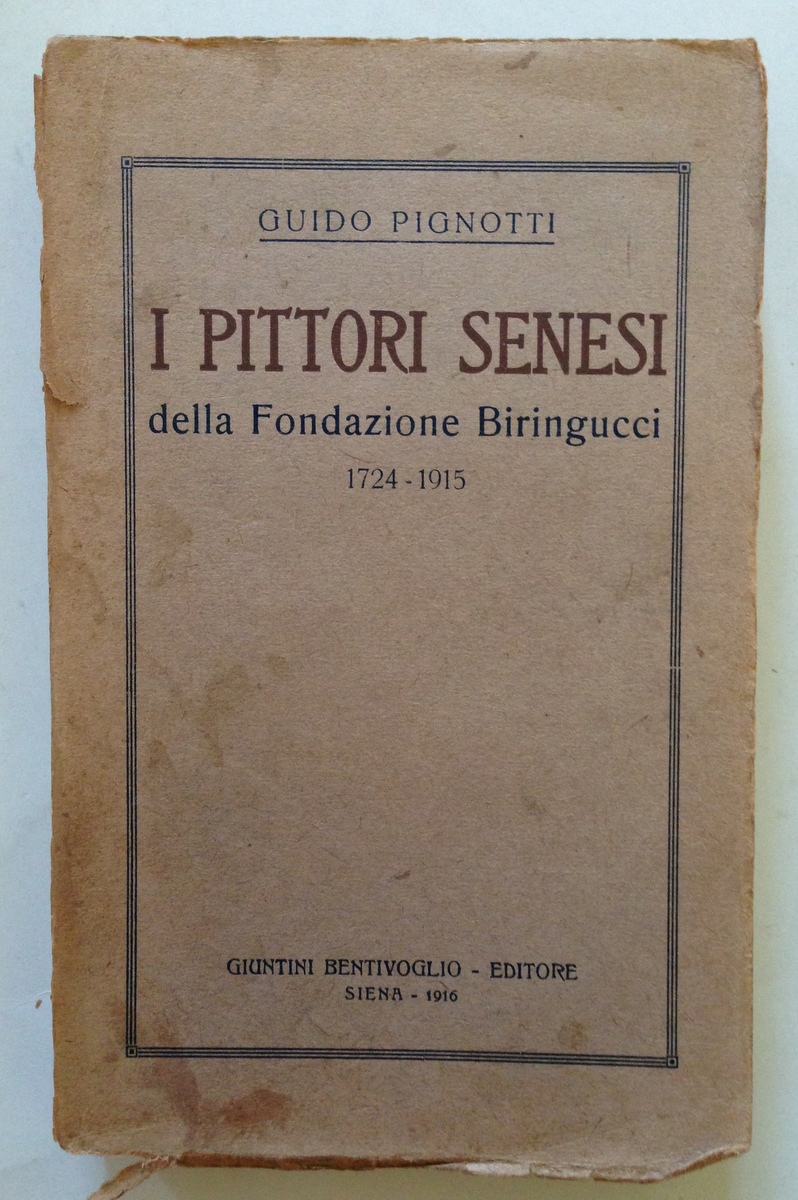 GUIDO PIGNOTTI
I PITTORI SENESI
della Fondazione Biringucci
1724-1915
GIUNTINI BENTIVOGLIO - EDITORE
SIENA - 1916